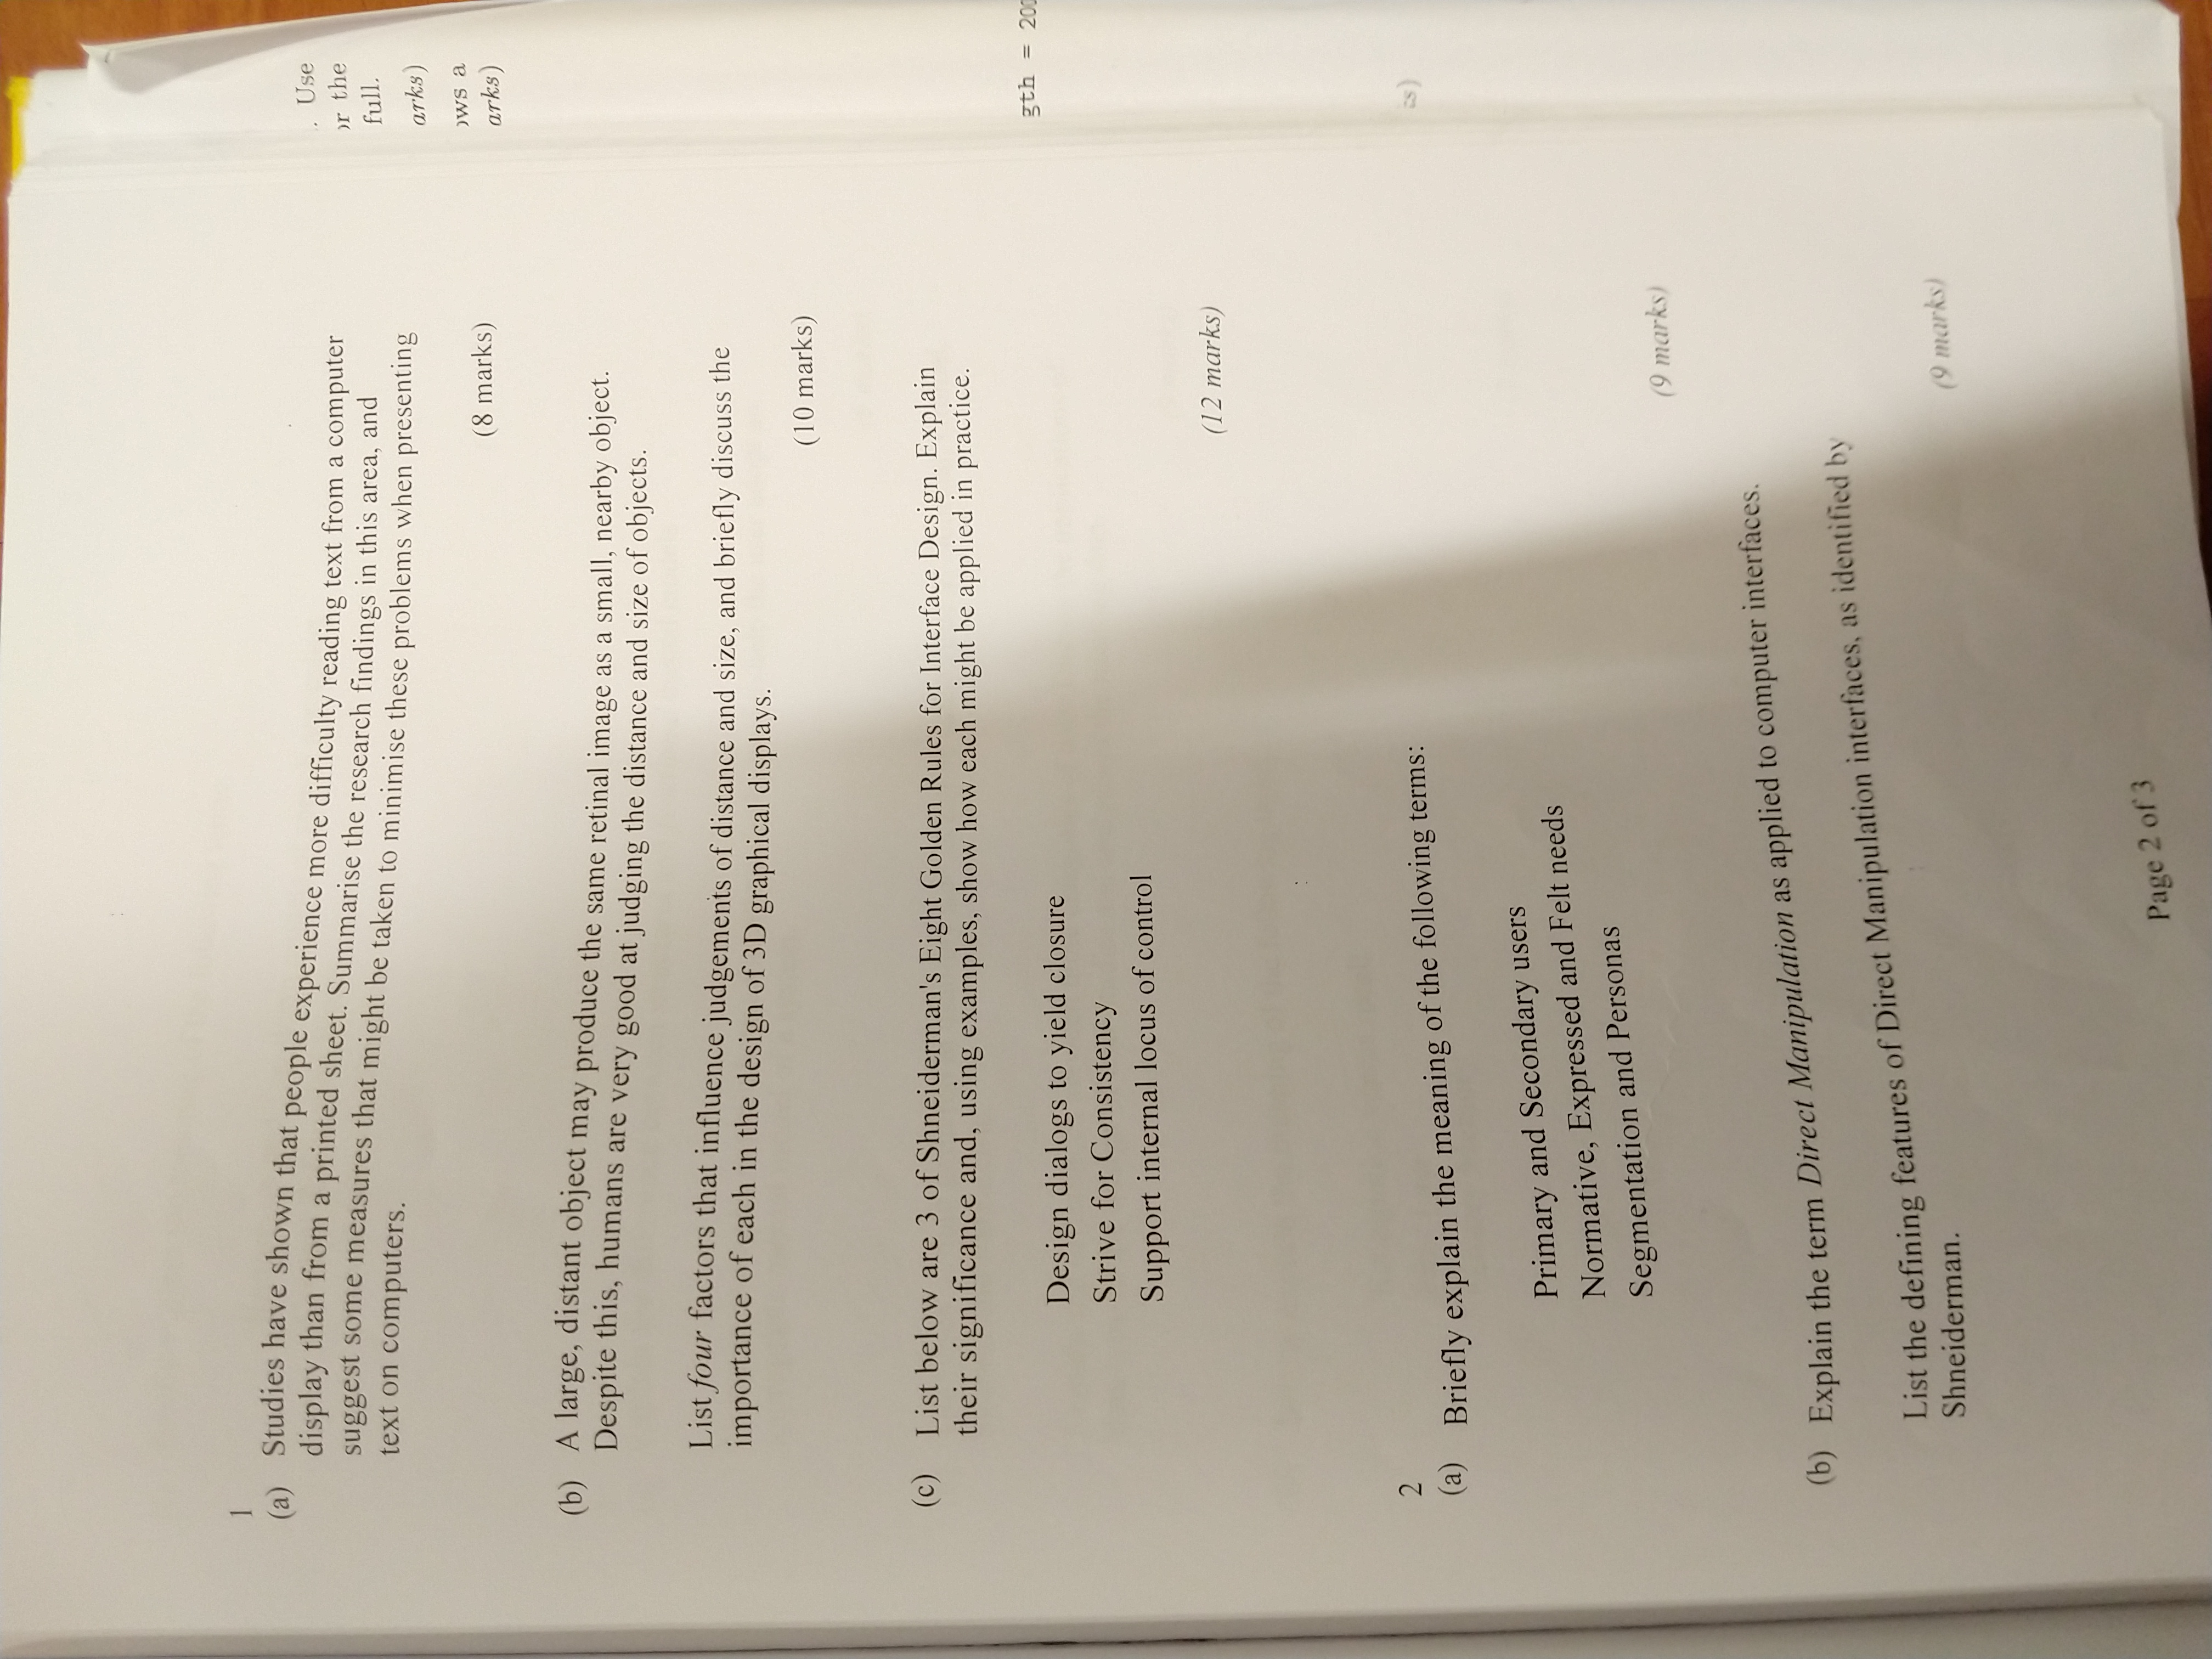 1
(a) Studies have shown that people experience more difficulty reading text from a computer
display than from a printed sheet. Summarise the research findings in this area, and
suggest some measures that might be taken to minimise these problems when presenting
text on computers.
(8 marks)
(b) A large, distant object may produce the same retinal image as a small, nearby object.
Despite this, humans are very good at judging the distance and size of objects.
List four factors that influence judgements of distance and size, and briefly discuss the
importance of each in the design of 3D graphical displays.
(10 marks)
(c) List below are 3 of Shneiderman's Eight Golden Rules for Interface Design. Explain
their significance and, using examples, show how each might be applied in practice.
Design dialogs to yield closure
Strive for Consistency
Support internal locus of control
(12 marks)
2
(a) Briefly explain the meaning of the following terms:
Primary and Secondary users
Normative, Expressed and Felt needs
Segmentation and Personas
(9 marks)
(b) Explain the term Direct Manipulation as applied to computer interfaces.
List the defining features of Direct Manipulation interfaces, as identified by
Shneiderman.
(9 marks)
Page 2 of 3
. Use
the
full.
arks)
a
arks)
gth = 200